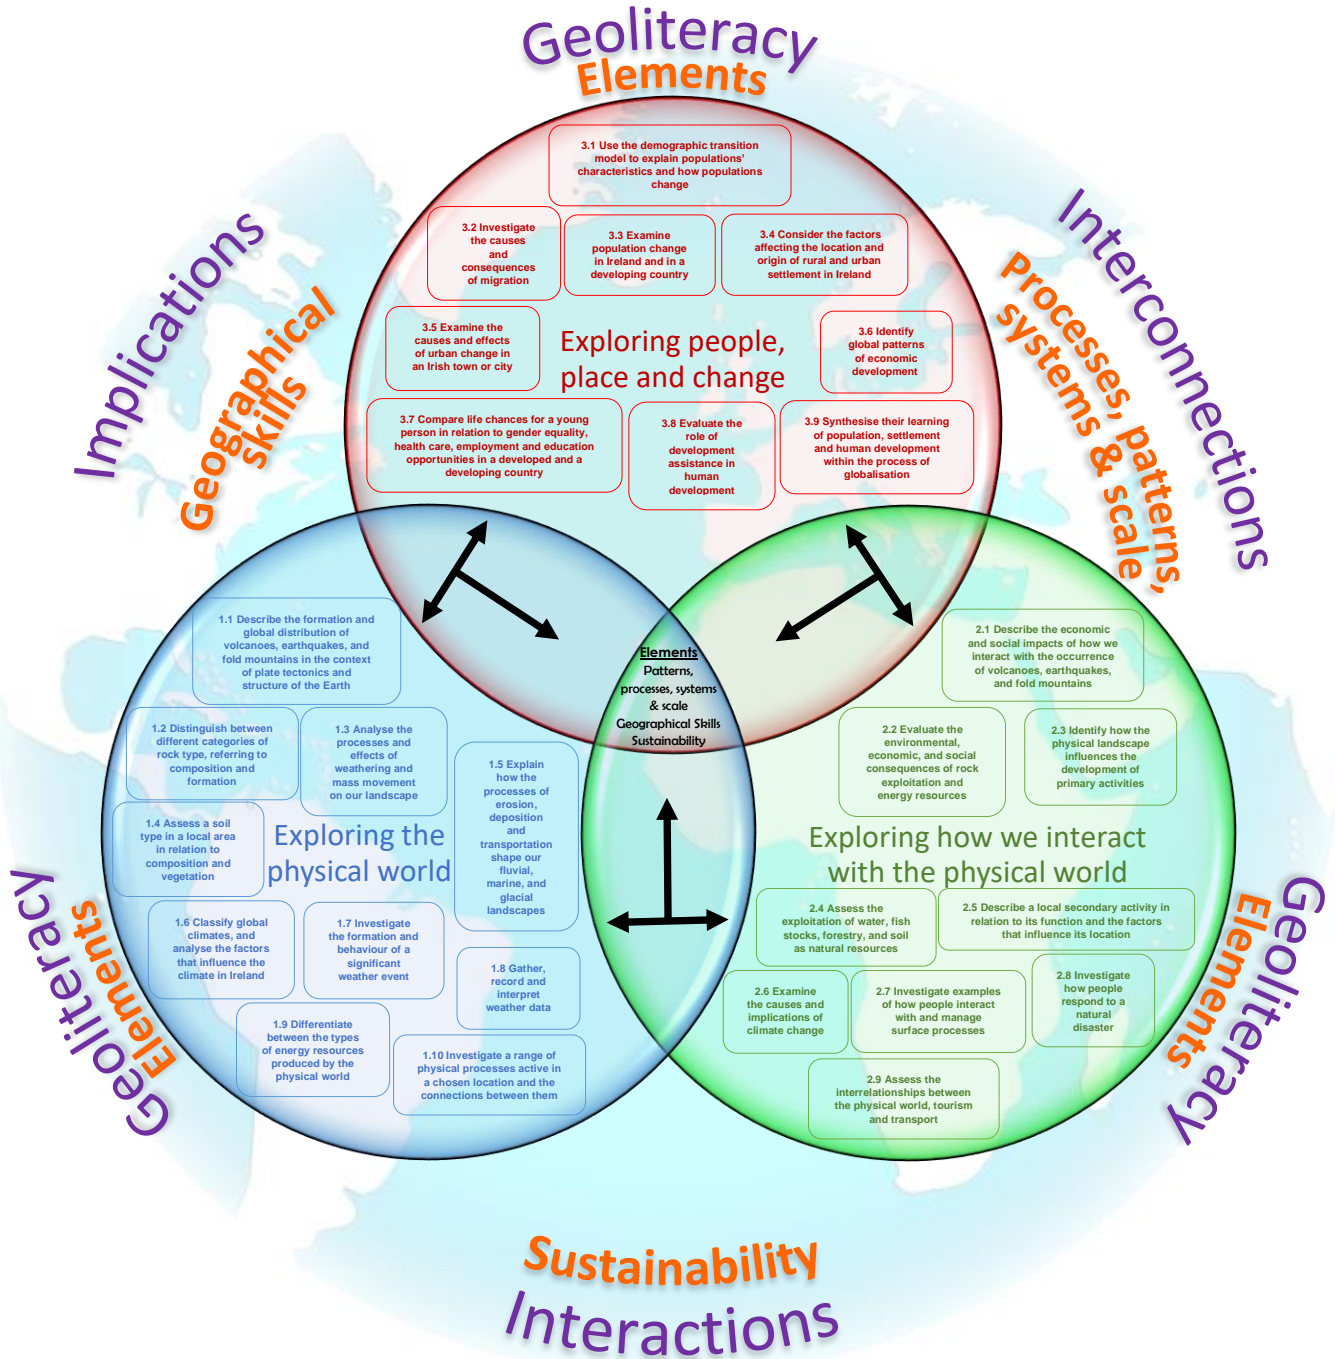 Geoliteracy
Elements
Implications
Geographical
skills
Interconnections
Processes, patterns,
systems & scale
3.1 Use the demographic transition
model to explain populations'
characteristics and how populations
change
3.2 Investigate
the causes
and
consequences
of migration
3.3 Examine
population change
in Ireland and in a
developing country
3.4 Consider the factors
affecting the location and
origin of rural and urban
settlement in Ireland
3.5 Examine the
causes and effects
of urban change in
an Irish town or city
Exploring people,
place and change
3.6 Identify
global patterns
of economic
development
3.7 Compare life chances for a young
person in relation to gender equality,
health care, employment and education
opportunities in a developed and a
developing country
3.8 Evaluate the
role of
development
assistance in
human
development
3.9 Synthesise their learning
of population, settlement
and human development
within the process of
globalisation
Elements
Patterns,
processes, systems
& scale
Geographical Skills
Sustainability
1.1 Describe the formation and
global distribution of
volcanoes, earthquakes, and
fold mountains in the context
of plate tectonics and
structure of the Earth
1.2 Distinguish between
different categories of
rock type, referring to
composition and
formation
1.3 Analyse the
processes and
effects of
weathering and
mass movement
on our landscape
1.4 Assess a soil
type in a local area
in relation to
composition and
vegetation
Exploring the
physical world
1.5 Explain
how the
processes of
erosion,
deposition
and
transportation
shape our
fluvial,
marine, and
glacial
landscapes
1.6 Classify global
climates, and
analyse the factors
that influence the
climate in Ireland
1.7 Investigate
the formation and
behaviour of a
significant
weather event
1.8 Gather,
record and
interpret
weather data
1.9 Differentiate
between the types
of energy resources
produced by the
physical world
1.10 Investigate a range of
physical processes active in
a chosen location and the
connections between them
2.1 Describe the economic
and social impacts of how we
interact with the occurrence
of volcanoes, earthquakes,
and fold mountains
2.2 Evaluate the
environmental,
economic, and social
consequences of rock
exploitation and
energy resources
2.3 Identify how the
physical landscape
influences the
development of
primary activities
Exploring how we interact
with the physical world
2.4 Assess the
exploitation of water, fish
stocks, forestry, and soil
as natural resources
2.5 Describe a local secondary activity in
relation to its function and the factors
that influence its location
2.6 Examine
the causes and
implications of
climate change
2.7 Investigate examples
of how people interact
with and manage
surface processes
2.8 Investigate
how people
respond to a
natural
disaster
2.9 Assess the
interrelationships between
the physical world, tourism
and transport
Geoliteracy
Elements
Geoliteracy
Elements
Sustainability
Interactions